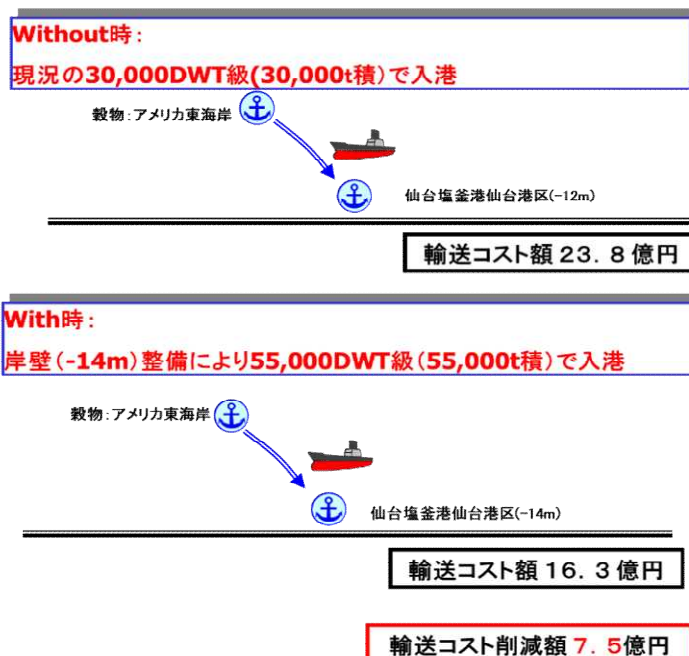 Without時：
現況の30,000DWT級(30,000t積)で入港
穀物：アメリカ東海岸
仙台塩釜港仙台港区(-12m)
輸送コスト額２３．８億円
With時：
岸壁（-14m）整備により55,000DWT級（55,000t積）で入港
穀物：アメリカ東海岸
仙台塩釜港仙台港区(-14m)
輸送コスト額１６．３億円
輸送コスト削減額７．５億円